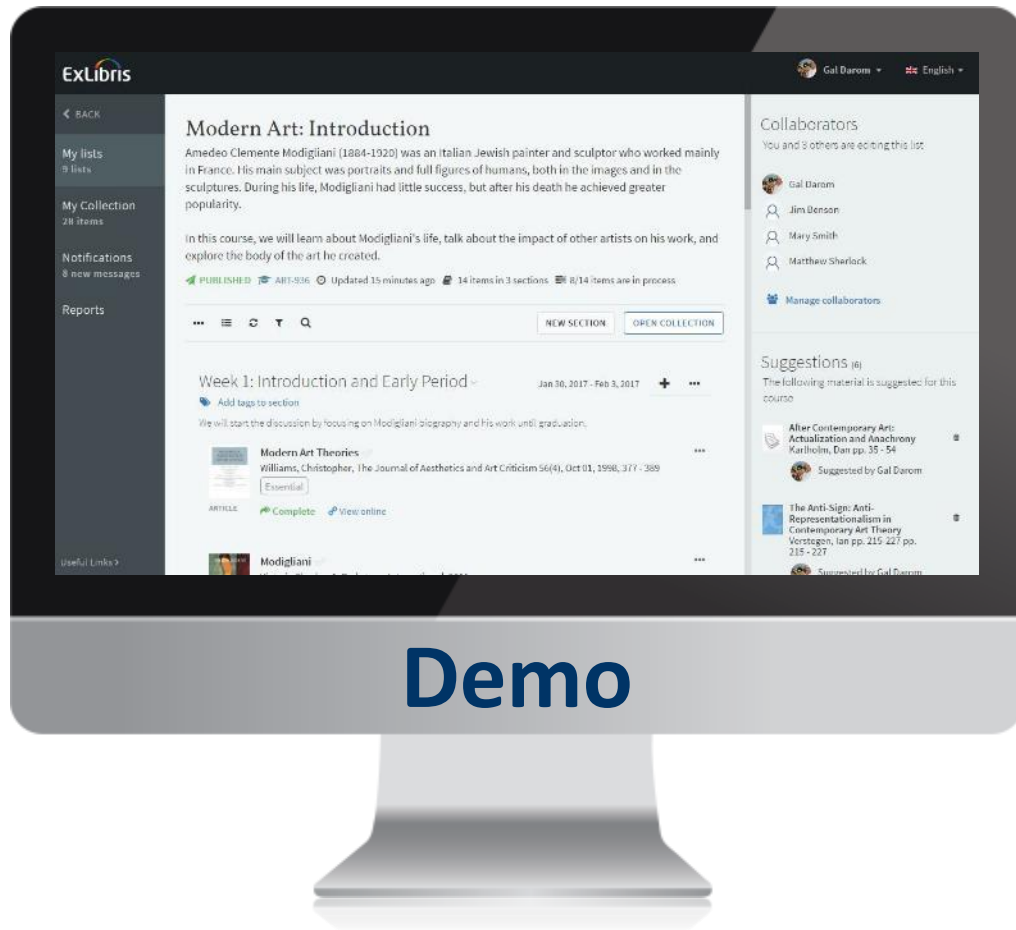 ExLibris
Gal Darom
English
BACK
My lists
9 lists
My Collection
28 items
Notifications
8 new messages
Reports
Useful Links >
Modern Art: Introduction
Amedeo Clemente Modigliani (1884-1920) was an Italian Jewish painter and sculptor who worked mainly
in France. His main subject was portraits and full figures of humans, both in the images and in the
sculptures. During his life, Modigliani had little success, but after his death he achieved greater
popularity.
In this course, we will learn about Modigliani's life, talk about the impact of other artists on his work, and
explore the body of the art he created.
PUBLISHED ART-936 Updated 15 minutes ago 14 items in 3 sections 8/14 items are in process
NEW SECTION OPEN COLLECTION
Week 1: Introduction and Early Period
Jan 30, 2017 - Feb 3, 2017
Add tags to section
We will start the discussion by focusing on Modigliani biography and his work until graduation.
Modern Art Theories
Williams, Christopher, The Journal of Aesthetics and Art Criticism 56(4), Oct 01, 1998, 377 - 389
Essential
ARTICLE
Complete View online
Modigliani
Collaborators
You and 3 others are editing this list
Gal Darom
Jim Benson
Mary Smith
Matthew Sherlock
Manage collaborators
Suggestions (6)
The following material is suggested for this
course
After Contemporary Art:
Actualization and Anachrony
Karlholm, Dan pp. 35 - 54
Suggested by Gal Darom
The Anti-Sign: Anti-
Representationalism in
Contemporary Art Theory
Verstegen, Ian pp. 215-227 pp.
215 - 227
Suggested by Gal Darom
Demo